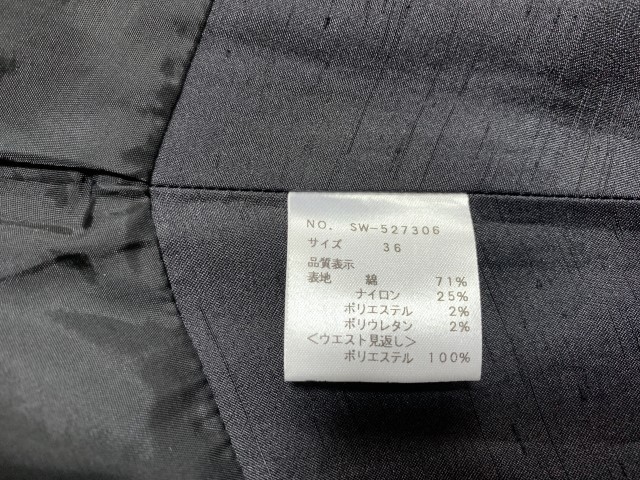 NO. SW-527306
サイズ 36
品質表示
表地 綿 71%
ナイロン 25%
ポリエステル 2%
ポリウレタン 2%
<ウエスト見返し>
ポリエステル 100%